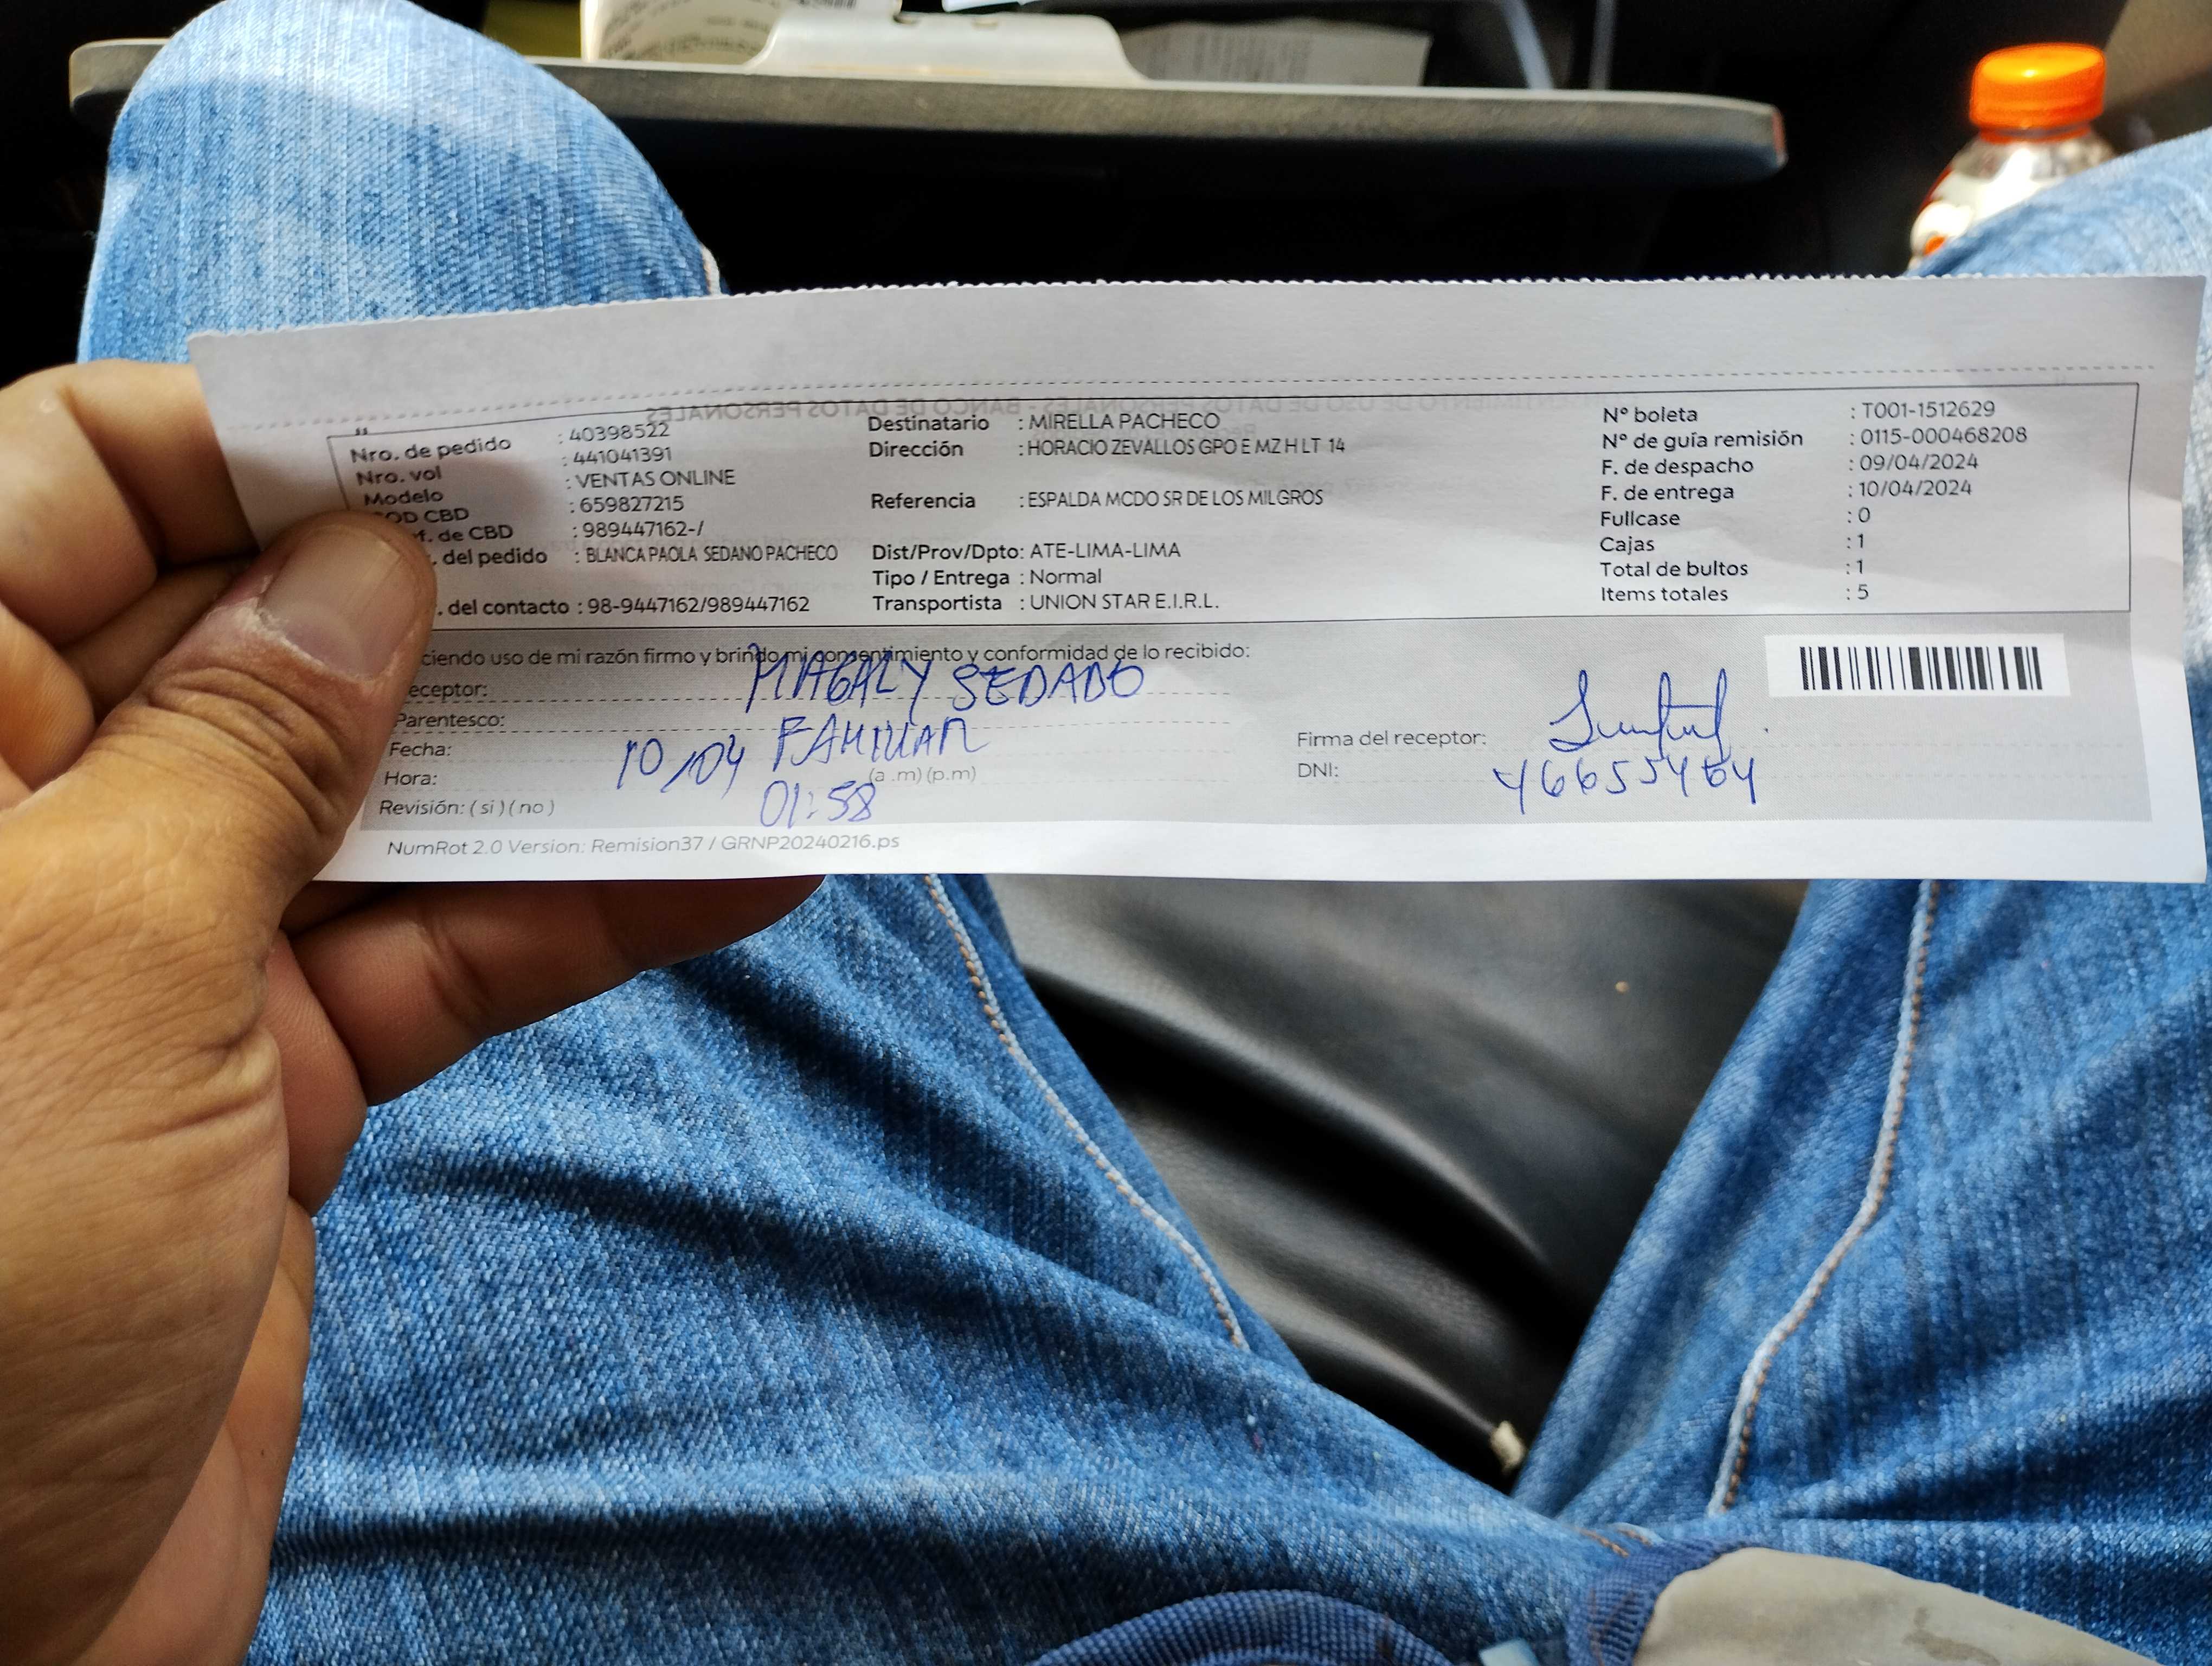 Nro. de pedido : 40398522
Nro. vol : 441041391
Modelo : VENTAS ONLINE
COD CBD : 659827215
f. de CBD : 989447162-/
. del pedido : BLANCA PAOLA SEDANO PACHECO
. del contacto : 98-9447162/989447162
Destinatario : MIRELLA PACHECO
Dirección : HORACIO ZEVALLOS GPO E MZ H LT 14
Referencia : ESPALDA MCDO SR DE LOS MILGROS
Dist/Prov/Dpto: ATE-LIMA-LIMA
Tipo / Entrega : Normal
Transportista : UNION STAR E.I.R.L.
N° boleta : T001-1512629
N° de guía remisión : 0115-000468208
F. de despacho : 09/04/2024
F. de entrega : 10/04/2024
Fullcase : 0
Cajas : 1
Total de bultos : 1
Items totales : 5
ciendo uso de mi razón firmo y brindo mi consentimiento y conformidad de lo recibido:
eceptor: MAGALY SEDADO
Parentesco: FAMILIAR
Fecha: 10/04
Hora: 01:58 (a .m) (p.m)
Revisión: ( si ) ( no )
Firma del receptor:
DNI: 46655464
NumRot 2.0 Version: Remision37 / GRNP20240216.ps